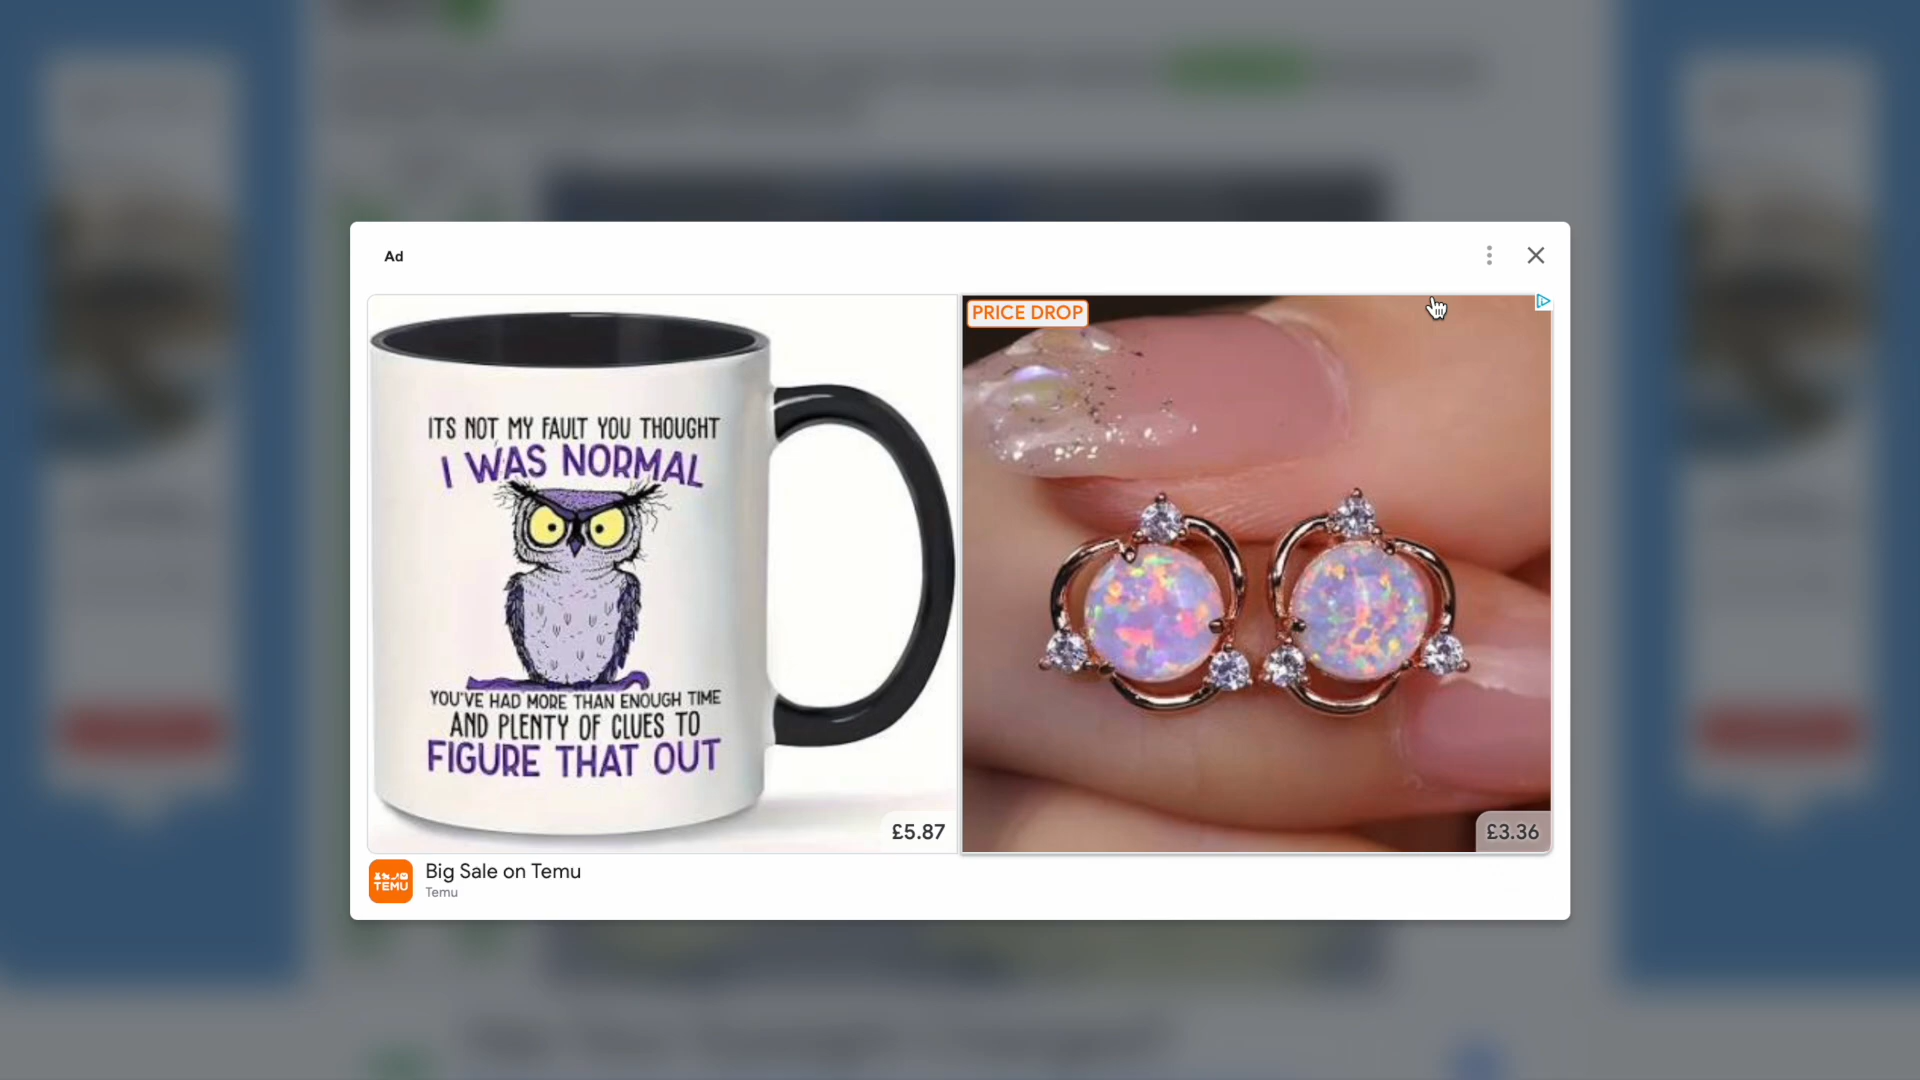 Ad
PRICE DROP
ITS NOT MY FAULT YOU THOUGHT
I WAS NORMAL
YOU'VE HAD MORE THAN ENOUGH TIME
AND PLENTY OF CLUES TO
FIGURE THAT OUT
£5.87
£3.36
TEMU
Big Sale on Temu
Temu